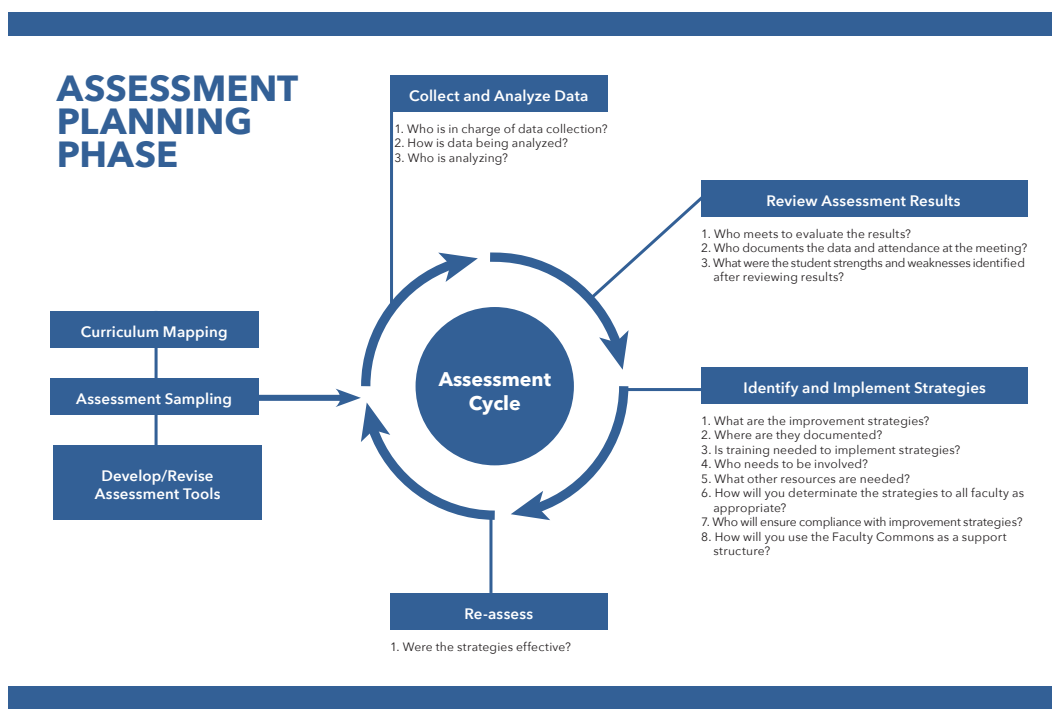 ASSESSMENT
PLANNING
PHASE
Collect and Analyze Data
1. Who is in charge of data collection?
2. How is data being analyzed?
3. Who is analyzing?
Review Assessment Results
1. Who meets to evaluate the results?
2. Who documents the data and attendance at the meeting?
3. What were the student strengths and weaknesses identified
after reviewing results?
Curriculum Mapping
Assessment Sampling
Develop/Revise
Assessment Tools
Assessment
Cycle
Identify and Implement Strategies
1. What are the improvement strategies?
2. Where are they documented?
3. Is training needed to implement strategies?
4. Who needs to be involved?
5. What other resources are needed?
6. How will you determinate the strategies to all faculty as
appropriate?
7. Who will ensure compliance with improvement strategies?
8. How will you use the Faculty Commons as a support
structure?
Re-assess
1. Were the strategies effective?